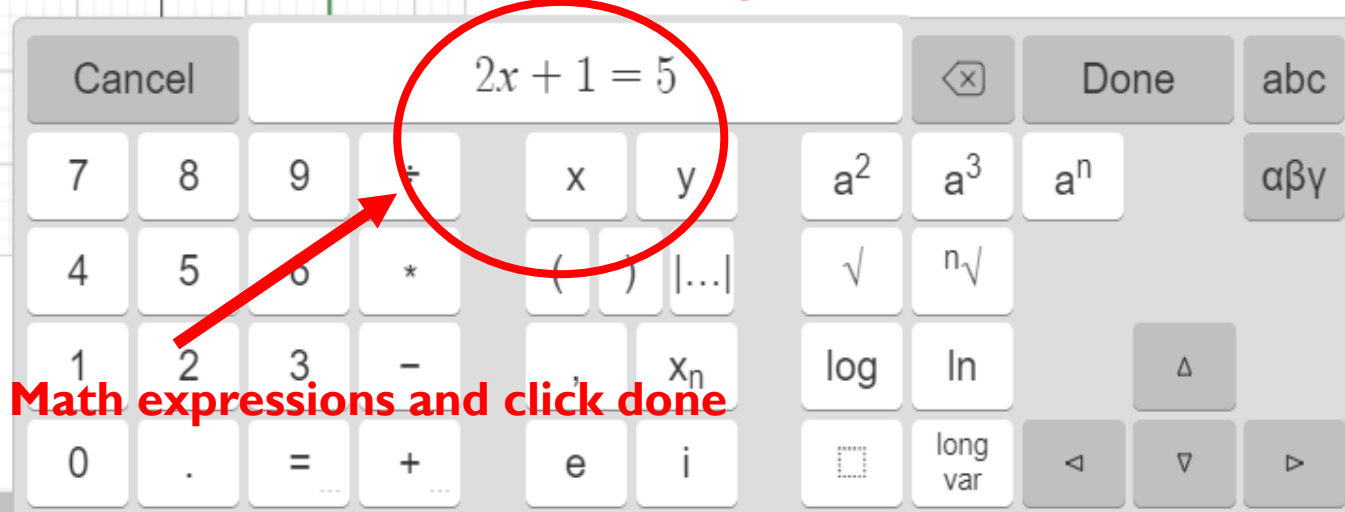 Cancel 2x + 1 = 5 Done abc
7 8 9 ÷ x y a² a³ aⁿ αβγ
4 5 6 * ( ) |...| √ ⁿ√
1 2 3 − , xₙ log ln
Math expressions and click done
0 . = ... + ... e i long var